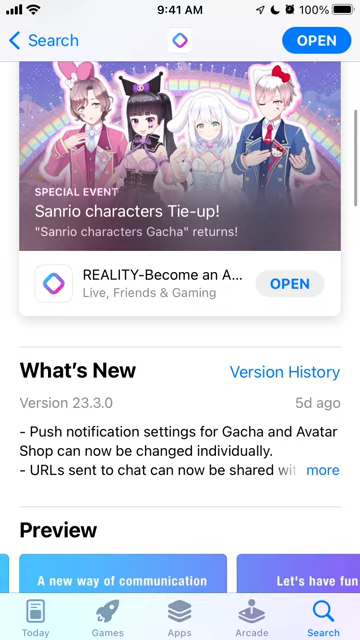 9:41 AM
100%
Search
OPEN
SPECIAL EVENT
Sanrio characters Tie-up!
"Sanrio characters Gacha" returns!
REALITY-Become an A...
Live, Friends & Gaming
OPEN
What's New
Version History
Version 23.3.0
5d ago
- Push notification settings for Gacha and Avatar
Shop can now be changed individually.
- URLs sent to chat can now be shared wit more
Preview
A new way of communication
Let's have fun
Today
Games
Apps
Arcade
Search